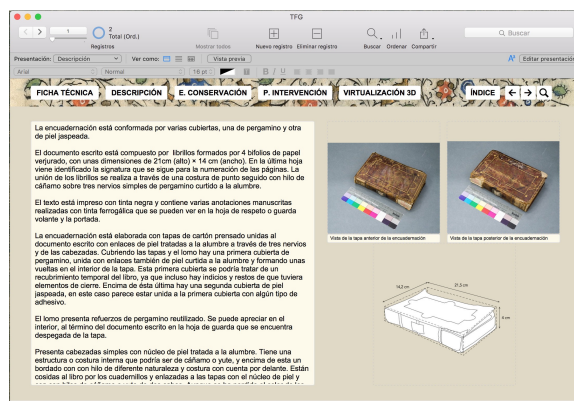 TFG
1
2
Total (Ord.)
Registros
Mostrar todos
Nuevo registro Eliminar registro
Buscar Ordenar Compartir
Buscar
Presentación: Descripción
Ver como:
Vista previa
Editar presentación
Arial
Normal
16 pt
B I U
FICHA TÉCNICA
DESCRIPCIÓN
E. CONSERVACIÓN
P. INTERVENCIÓN
VIRTUALIZACIÓN 3D
ÍNDICE
La encuadernación está conformada por varias cubiertas, una de pergamino y otra
de piel jaspeada.
El documento escrito está compuesto por librillos formados por 4 bifolios de papel
verjurado, con unas dimensiones de 21cm (alto) × 14 cm (ancho). En la última hoja
viene identificado la signatura que se sigue para la numeración de las páginas. La
unión de los librillos se realiza a través de una costura de punto seguido con hilo de
cáñamo sobre tres nervios simples de pergamino curtido a la alumbre.
El texto está impreso con tinta negra y contiene varias anotaciones manuscritas
realizadas con tinta ferrogálica que se pueden ver en la hoja de respeto o guarda
volante y la portada.
La encuadernación está elaborada con tapas de cartón prensado unidas al
documento escrito con enlaces de piel tratadas a la alumbre a través de tres nervios
y de las cabezadas. Cubriendo las tapas y el lomo hay una primera cubierta de
pergamino, unida con enlaces también de piel curtida a la alumbre y formando unas
vueltas en el interior de la tapa. Esta primera cubierta se podría tratar de un
recubrimiento temporal del libro, ya que incluso hay indicios y restos de que tuviera
elementos de cierre. Encima de ésta última hay una segunda cubierta de piel
jaspeada, en este caso parece estar unida a la primera cubierta con algún tipo de
adhesivo.
El lomo presenta refuerzos de pergamino reutilizado. Se puede apreciar en el
interior, al término del documento escrito en la hoja de guarda que se encuentra
despegada de la tapa.
Presenta cabezadas simples con núcleo de piel tratada a la alumbre. Tiene una
estructura o costura interna que podría ser de cáñamo o yute, y encima de esta un
bordado con con hilo de diferente naturaleza y costura con cuenta por delante. Están
cosidas al libro por los cuadernillos y enlazadas a las tapas con el núcleo de piel y
Vista de la tapa anterior de la encuadernación
Vista de la tapa posterior de la encuadernación
14,2 cm
21,5 cm
4 cm